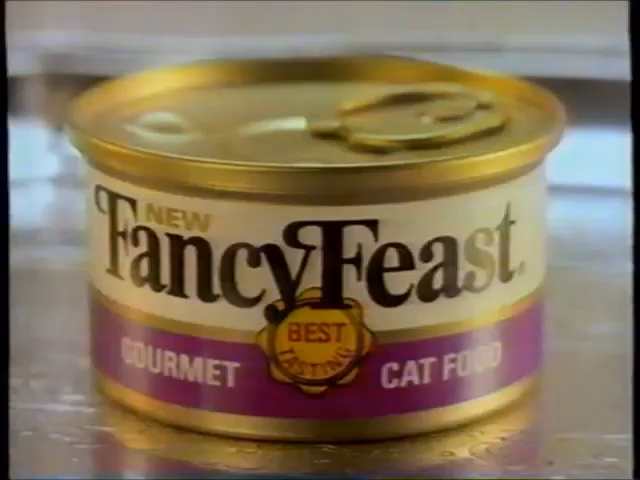 NEW
FancyFeast.
BEST
TASTING
GOURMET CAT FOOD